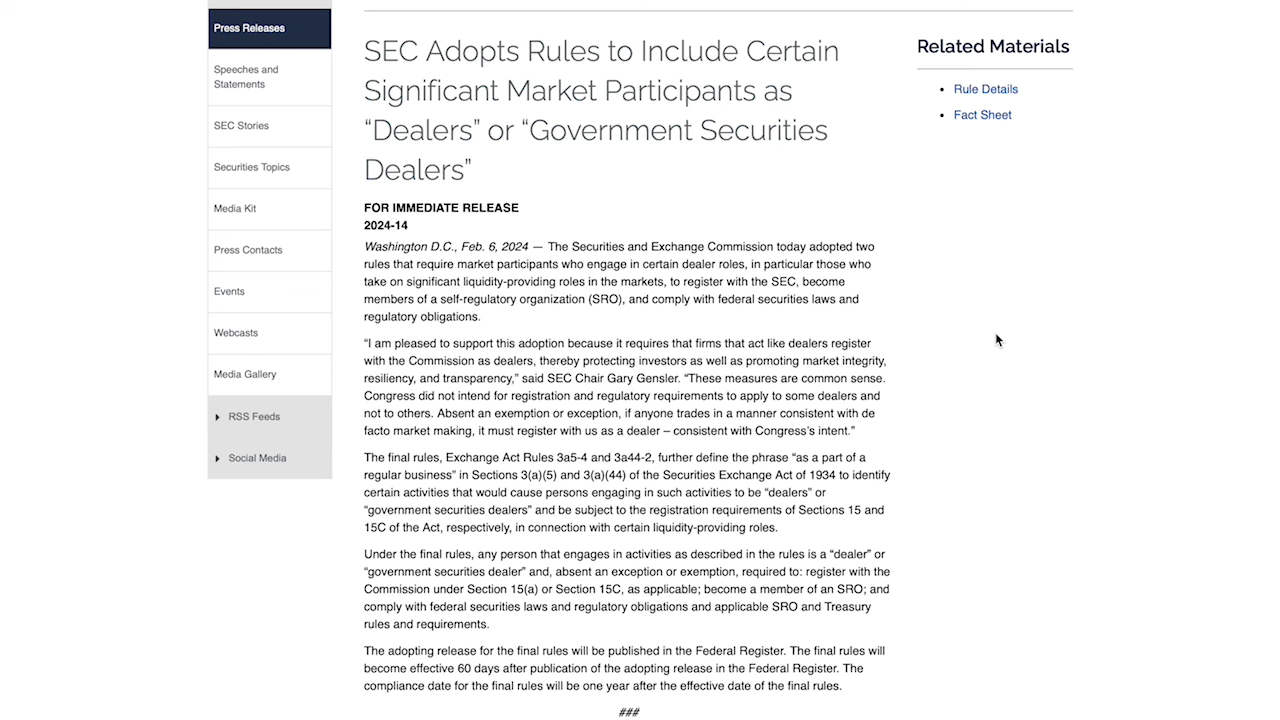 Press Releases
Speeches and
Statements
SEC Stories
Securities Topics
Media Kit
Press Contacts
Events
Webcasts
Media Gallery
RSS Feeds
Social Media
SEC Adopts Rules to Include Certain
Significant Market Participants as
“Dealers” or “Government Securities
Dealers”
FOR IMMEDIATE RELEASE
2024-14
Washington D.C., Feb. 6, 2024 — The Securities and Exchange Commission today adopted two
rules that require market participants who engage in certain dealer roles, in particular those who
take on significant liquidity-providing roles in the markets, to register with the SEC, become
members of a self-regulatory organization (SRO), and comply with federal securities laws and
regulatory obligations.
“I am pleased to support this adoption because it requires that firms that act like dealers register
with the Commission as dealers, thereby protecting investors as well as promoting market integrity,
resiliency, and transparency,” said SEC Chair Gary Gensler. “These measures are common sense.
Congress did not intend for registration and regulatory requirements to apply to some dealers and
not to others. Absent an exemption or exception, if anyone trades in a manner consistent with de
facto market making, it must register with us as a dealer – consistent with Congress’s intent.”
The final rules, Exchange Act Rules 3a5-4 and 3a44-2, further define the phrase “as a part of a
regular business” in Sections 3(a)(5) and 3(a)(44) of the Securities Exchange Act of 1934 to identify
certain activities that would cause persons engaging in such activities to be “dealers” or
“government securities dealers” and be subject to the registration requirements of Sections 15 and
15C of the Act, respectively, in connection with certain liquidity-providing roles.
Under the final rules, any person that engages in activities as described in the rules is a “dealer” or
“government securities dealer” and, absent an exception or exemption, required to: register with the
Commission under Section 15(a) or Section 15C, as applicable; become a member of an SRO; and
comply with federal securities laws and regulatory obligations and applicable SRO and Treasury
rules and requirements.
The adopting release for the final rules will be published in the Federal Register. The final rules will
become effective 60 days after publication of the adopting release in the Federal Register. The
compliance date for the final rules will be one year after the effective date of the final rules.
###
Related Materials
• Rule Details
• Fact Sheet